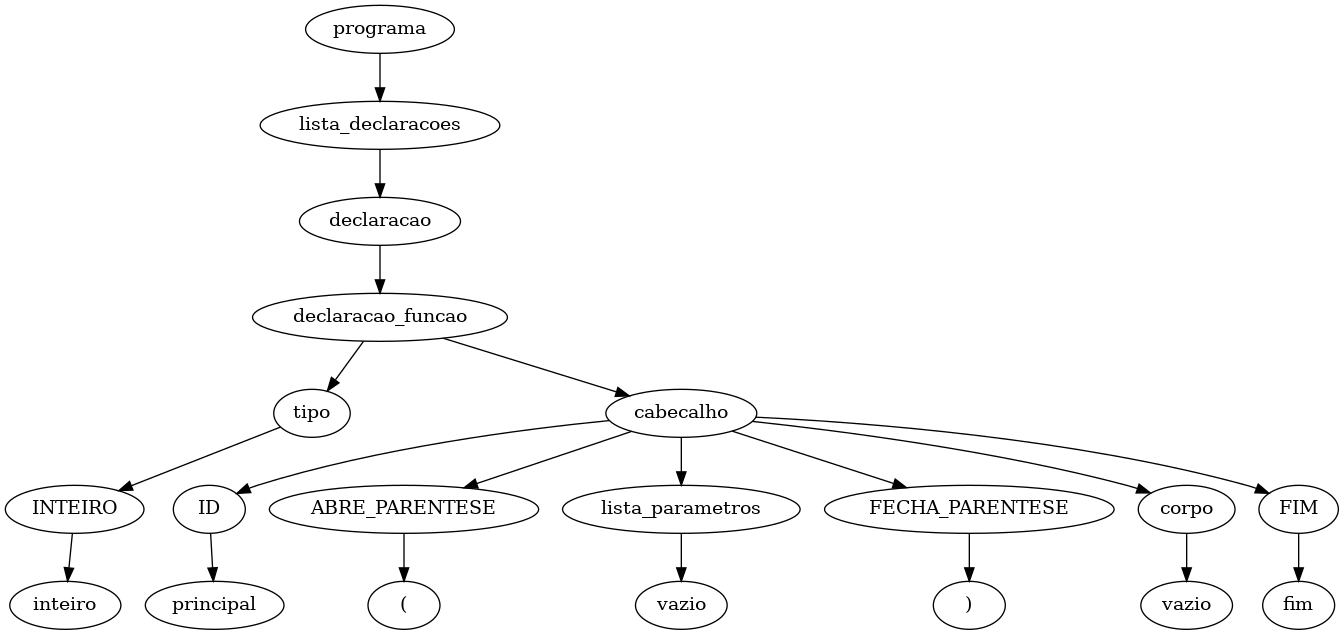 programa
lista_declaracoes
declaracao
declaracao_funcao
tipo
cabecalho
INTEIRO
ID
ABRE_PARENTESE
lista_parametros
FECHA_PARENTESE
corpo
FIM
inteiro
principal
(
vazio
)
vazio
fim